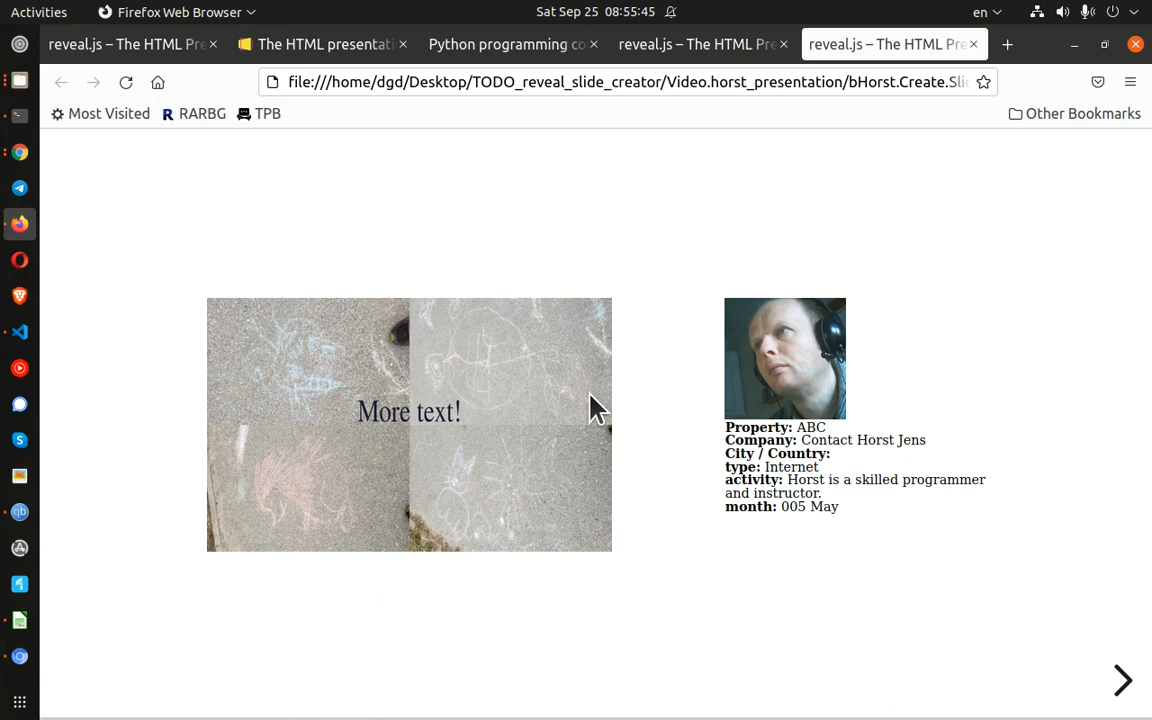 Activities
Firefox Web Browser
Sat Sep 25 08:55:45
en
reveal.js – The HTML Pre
The HTML presentati
Python programming co
reveal.js – The HTML Pre
reveal.js – The HTML Pre
file:///home/dgd/Desktop/TODO_reveal_slide_creator/Video.horst_presentation/bHorst.Create.Slid
Most Visited
RARBG
TPB
Other Bookmarks
More text!
Property: ABC
Company: Contact Horst Jens
City / Country:
type: Internet
activity: Horst is a skilled programmer
and instructor.
month: 005 May